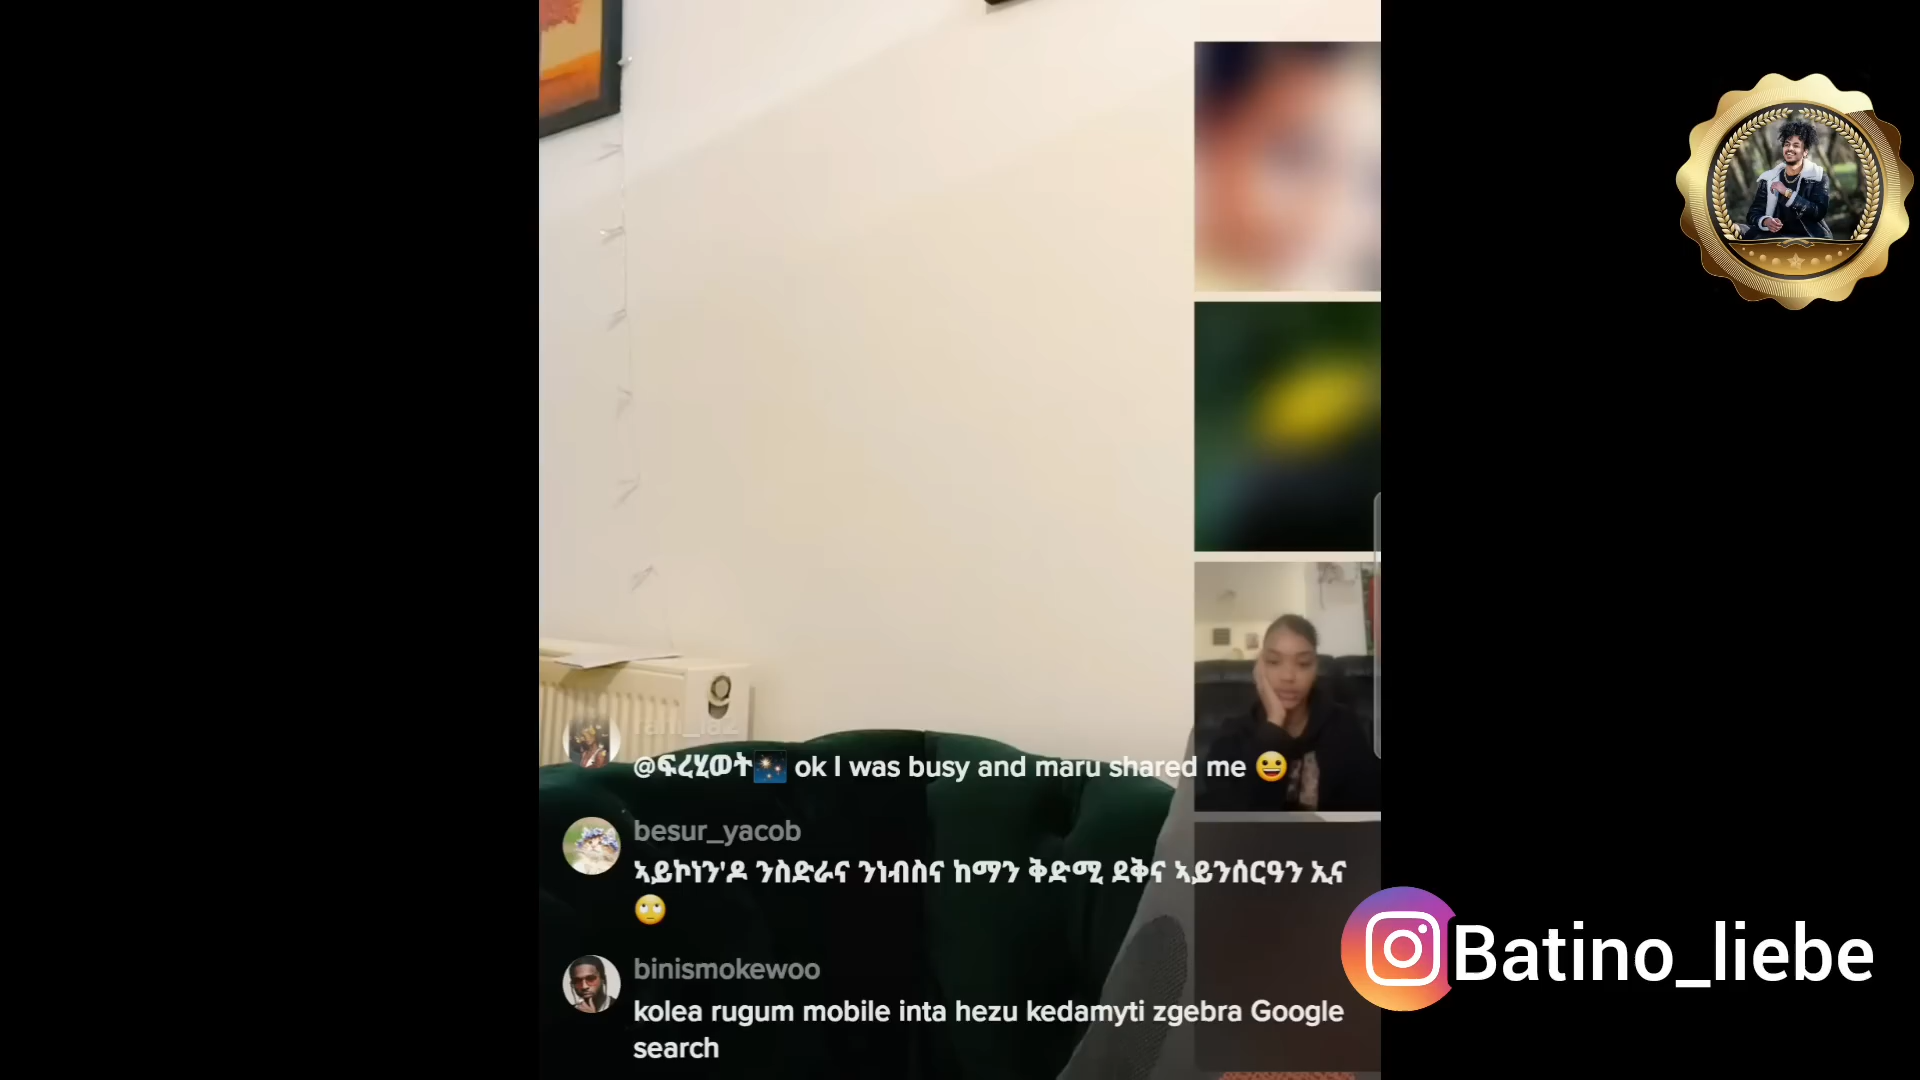 @ፍረሂወት🎇 ok I was busy and maru shared me 😀
besur_yacob
ኣይኮነን'ዶ ንስድራና ንነብስና ከማን ቅድሚ ደቅና ኣይንሰርዓን ኢና
🙄
binismokewoo
kolea rugum mobile inta hezu kedamyti zgebra Google
search
Batino_liebe